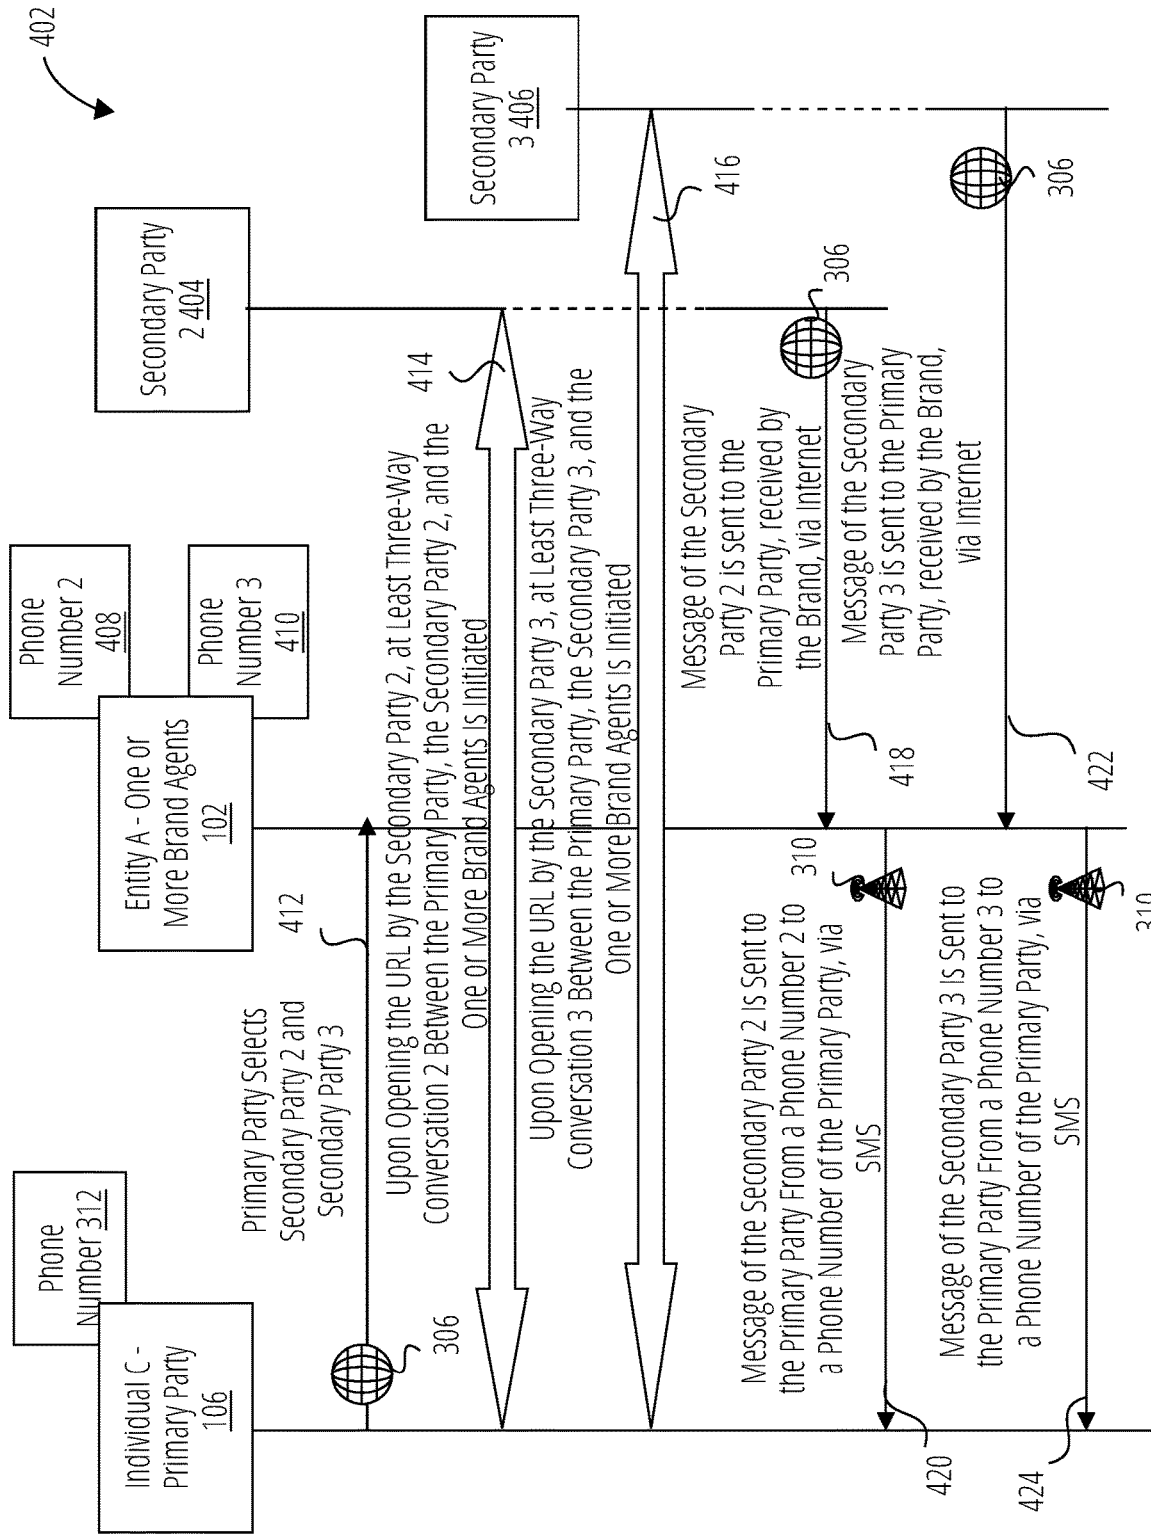 402
Phone
Number 312
Individual C -
Primary Party
106
Phone
Number 2
408
Entity A - One or
More Brand Agents
102
Phone
Number 3
410
Secondary Party
2 404
Secondary Party
3 406
Primary Party Selects
Secondary Party 2 and
Secondary Party 3
412
306
Upon Opening the URL by the Secondary Party 2, at Least Three-Way
Conversation 2 Between the Primary Party, the Secondary Party 2, and the
One or More Brand Agents Is Initiated
414
Upon Opening the URL by the Secondary Party 3, at Least Three-Way
Conversation 3 Between the Primary Party, the Secondary Party 3, and the
One or More Brand Agents Is Initiated
416
Message of the Secondary
Party 2 is sent to the
Primary Party, received by
the Brand, via Internet
306
418
Message of the Secondary Party 2 Is Sent to
the Primary Party From a Phone Number 2 to
a Phone Number of the Primary Party, via
SMS
310
420
Message of the Secondary
Party 3 is sent to the Primary
Party, received by the Brand,
via Internet
306
422
Message of the Secondary Party 3 Is Sent to
the Primary Party From a Phone Number 3 to
a Phone Number of the Primary Party, via
SMS
310
424